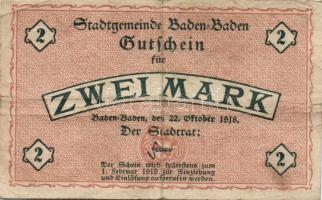 2 Stadtgemeinde Baden-Baden 2
Gutschein
für
ZWEI MARK
Baden-Baden, den 22. Oktober 1918.
Der Stadtrat:
2 Der Schein wird spätestens zum 2
1. Februar 1919 zur Einziehung
und Einlösung aufgerufen werden.